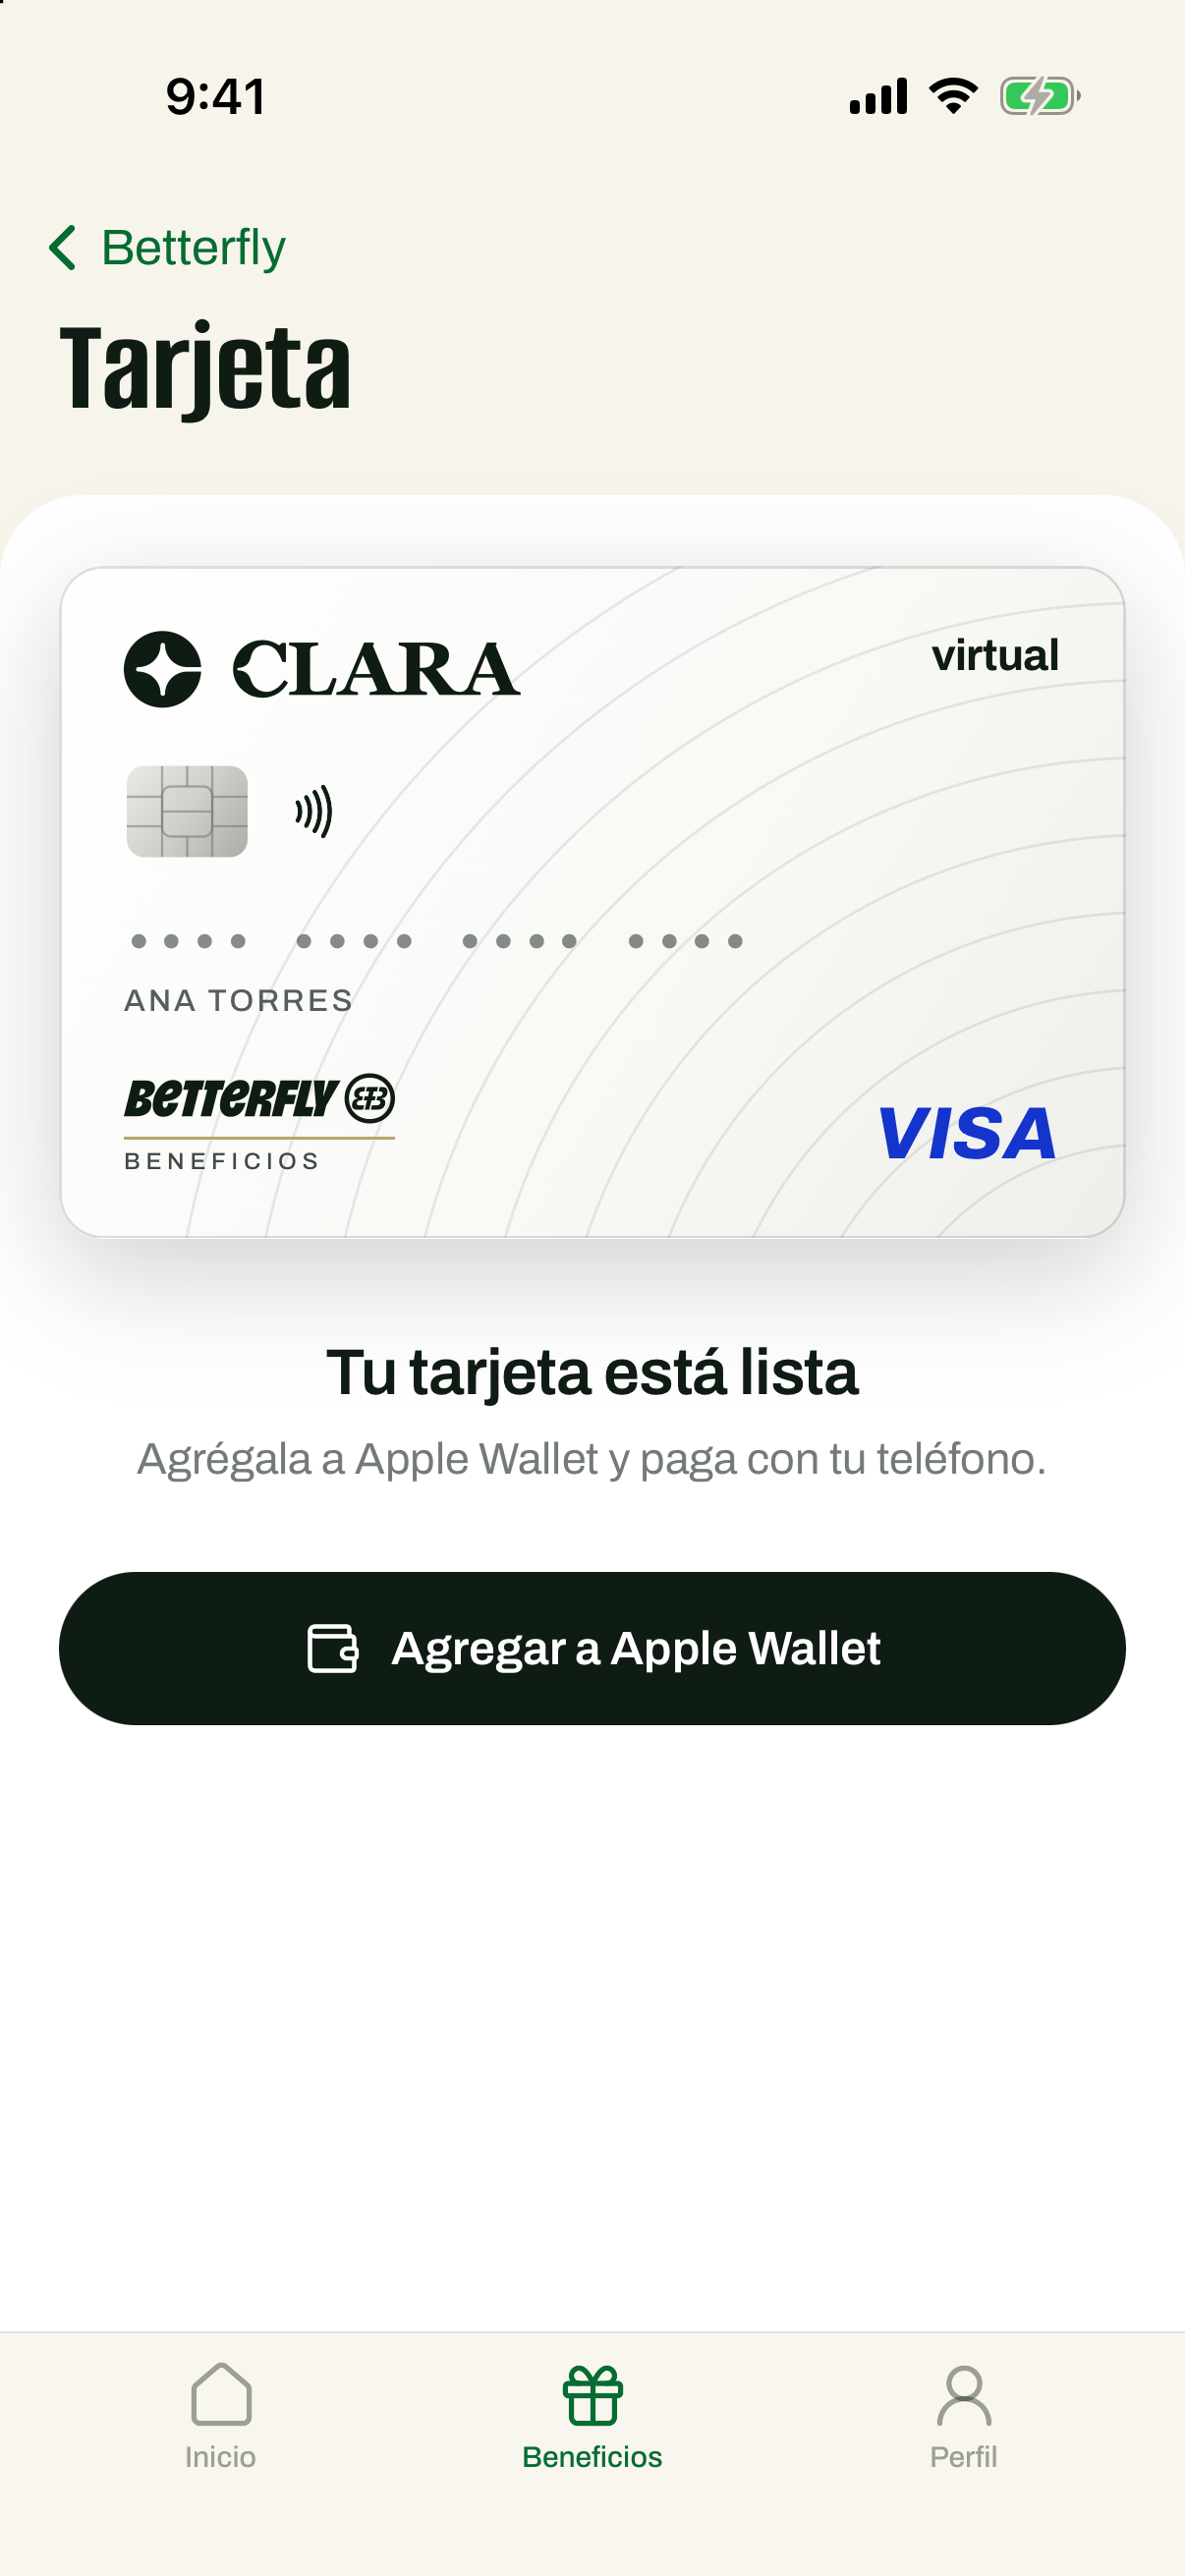 9:41
Betterfly
Tarjeta
CLARA
virtual
•••• •••• •••• ••••
ANA TORRES
BETTERFLY
BENEFICIOS
VISA
Tu tarjeta está lista
Agrégala a Apple Wallet y paga con tu teléfono.
Agregar a Apple Wallet
Inicio
Beneficios
Perfil